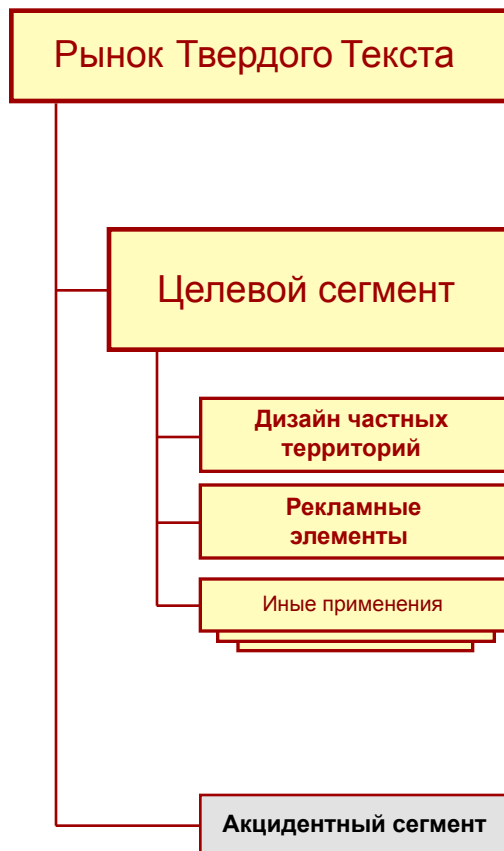 Рынок Твердого Текста
Целевой сегмент
Дизайн частных
территорий
Рекламные
элементы
Иные применения
Акцидентный сегмент